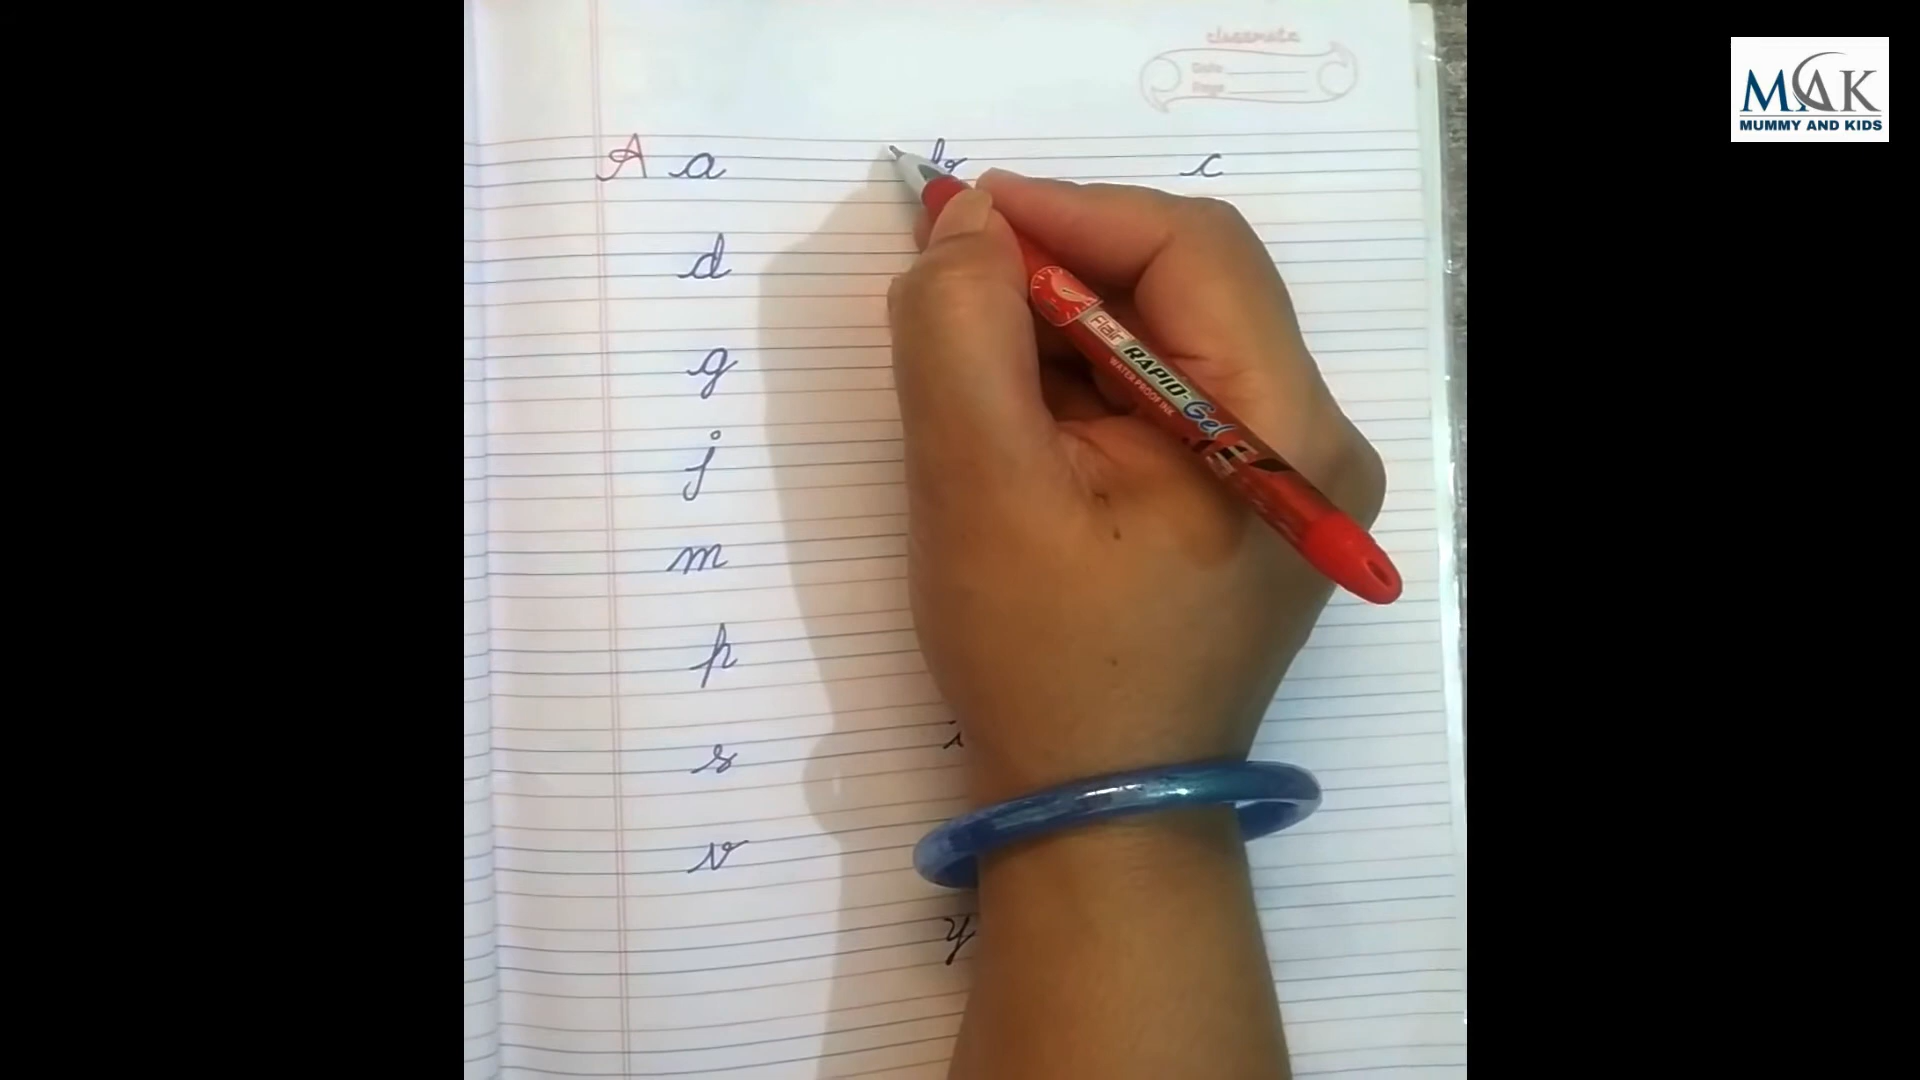 classmate
Date
Page
MAK
MUMMY AND KIDS
A a b c
d
g
Flair RAPID-Gel
WATER PROOF INK
j
m
p
s
v
y